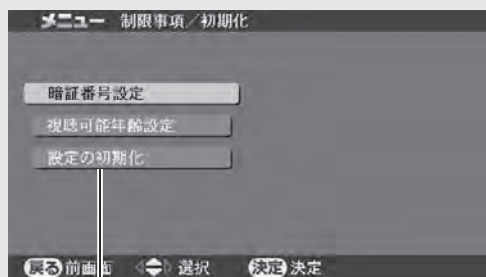 メニュー 制限事項／初期化
暗証番号設定
視聴可能年齢設定
設定の初期化
戻る 前画面 選択 決定 決定